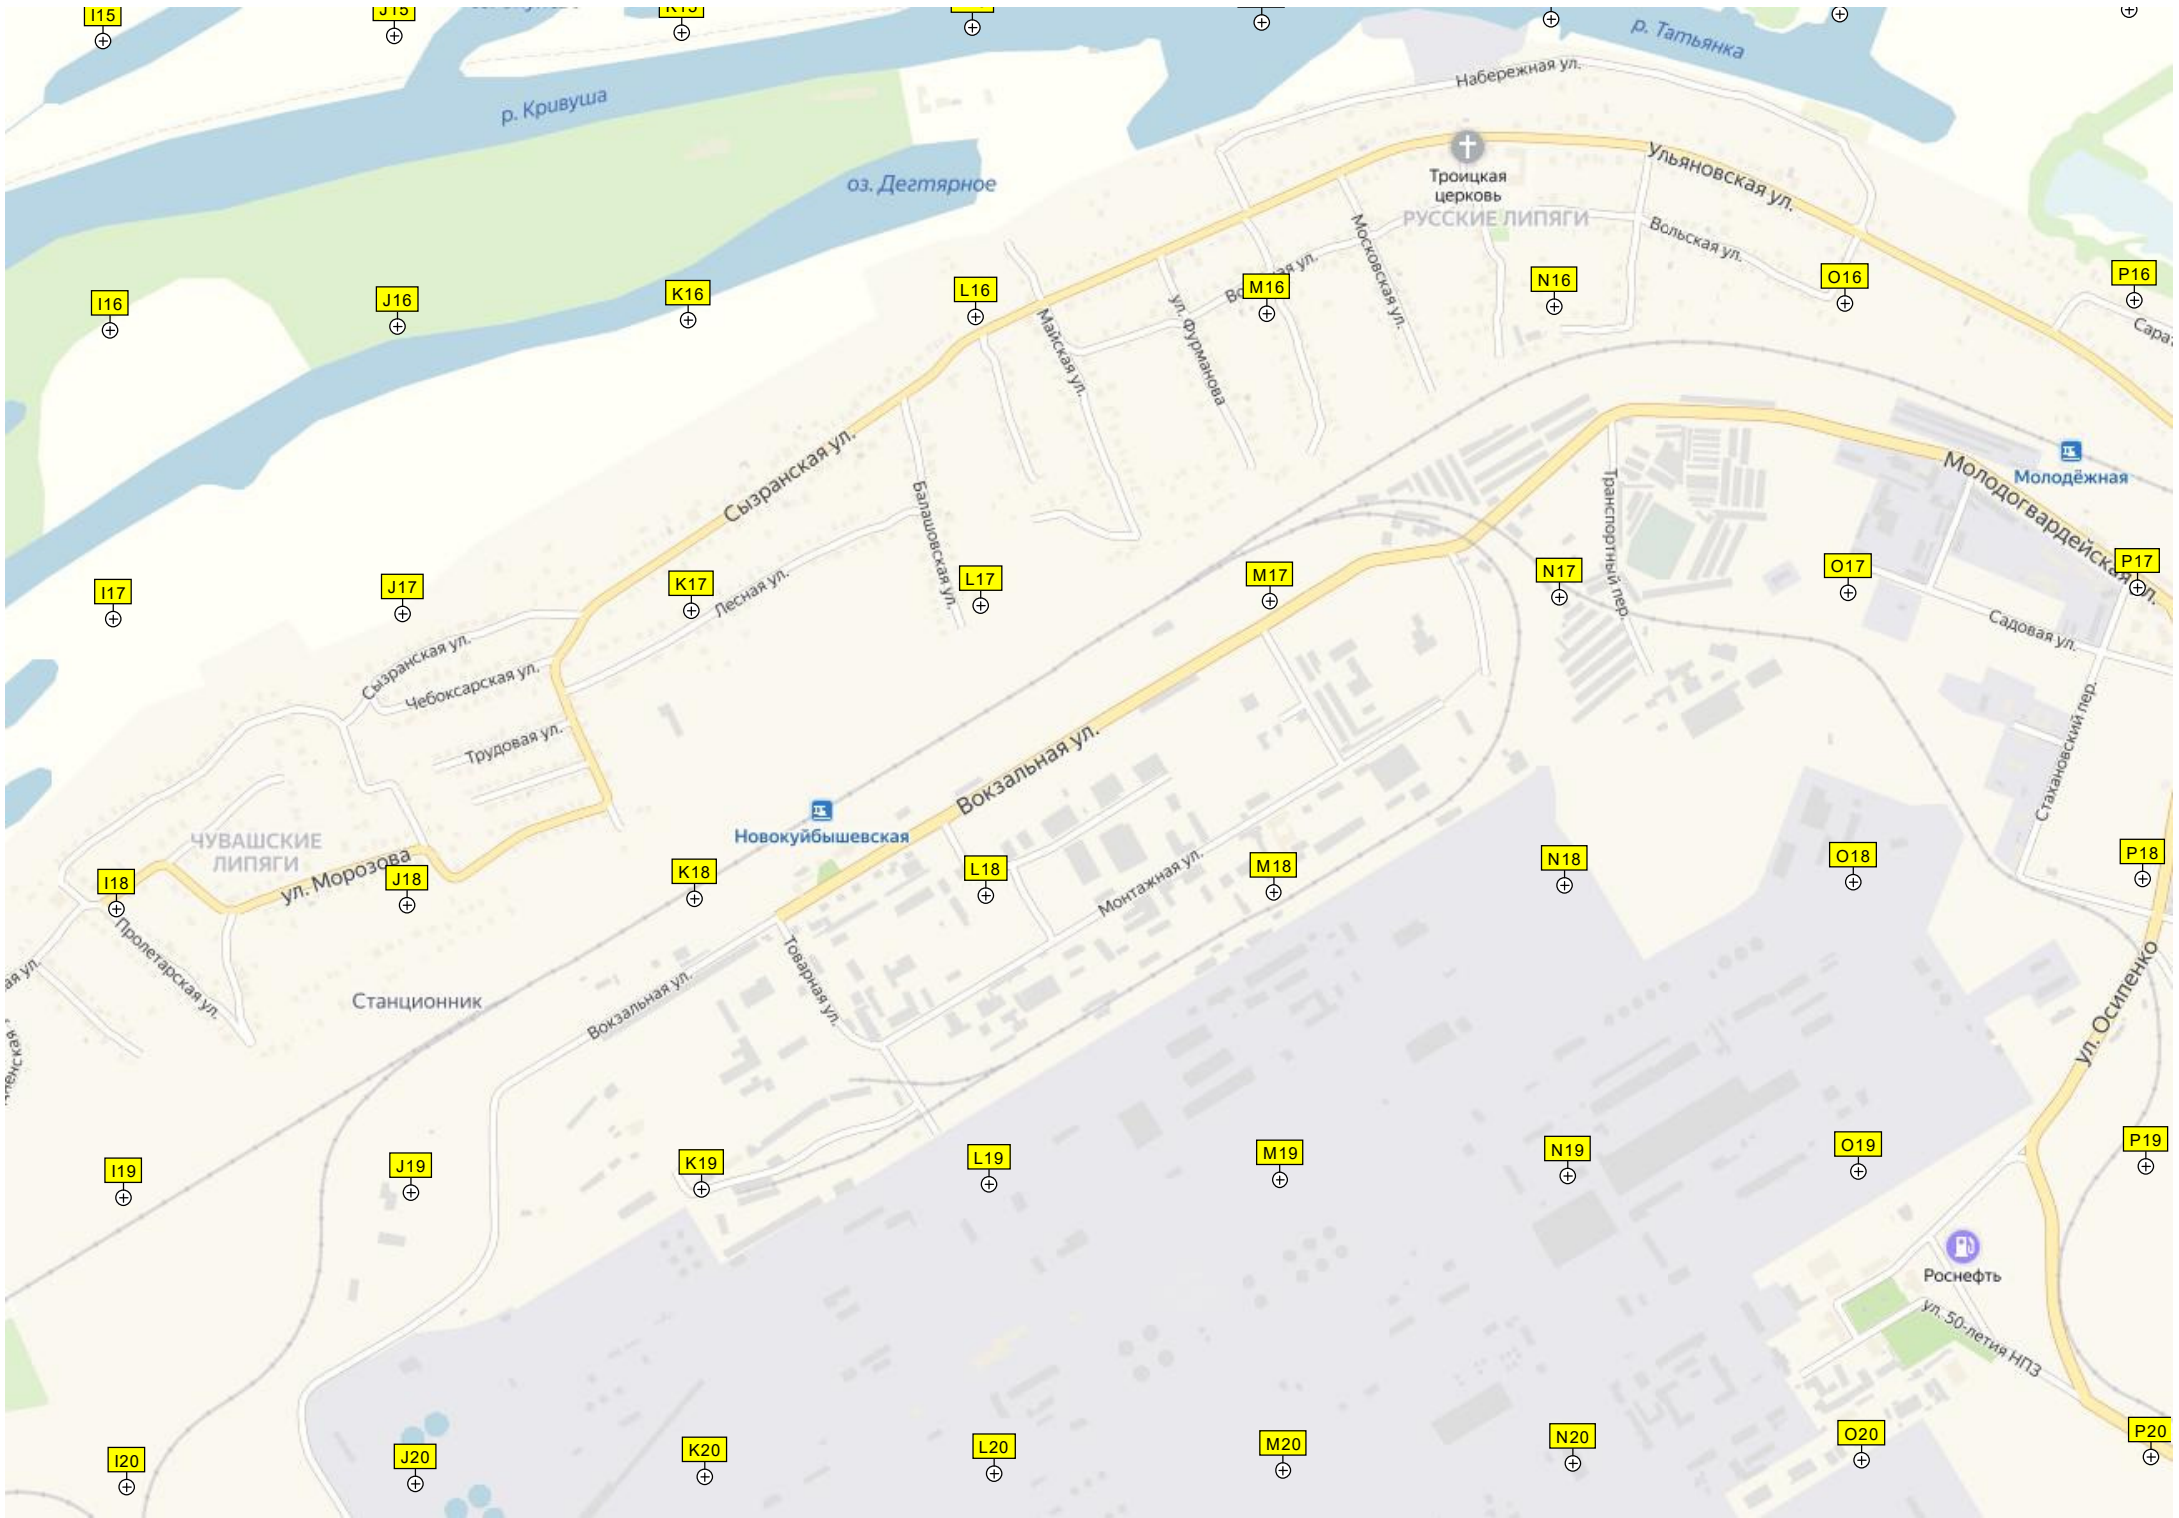 I15
J15
K15
р. Татьянка
Набережная ул.
р. Кривуша
Троицкая
церковь
Ульяновская ул.
оз. Дегтярное
РУССКИЕ ЛИПЯГИ
Вольская ул.
Московская ул.
I16
J16
K16
L16
M16
N16
O16
P16
ул. Фурманова
Майская ул.
Сызранская ул.
Балашовская ул.
Транспортный пер.
Молодёжная
Молодогвардейская ул.
I17
J17
K17
L17
M17
N17
O17
P17
Лесная ул.
Садовая ул.
Сызранская ул.
Чебоксарская ул.
Трудовая ул.
Стахановский пер.
Вокзальная ул.
Новокуйбышевская
ЧУВАШСКИЕ
ЛИПЯГИ
ул. Морозова
I18
J18
K18
L18
M18
N18
O18
P18
Монтажная ул.
Пролетарская ул.
Товарная ул.
Станционник
Вокзальная ул.
ул. Осипенко
I19
J19
K19
L19
M19
N19
O19
P19
Роснефть
ул. 50-летия НПЗ
I20
J20
K20
L20
M20
N20
O20
P20